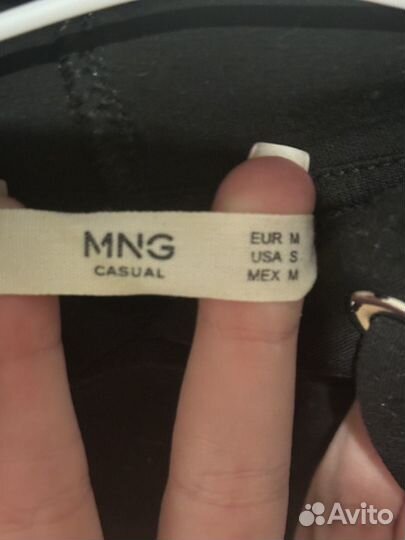 MNG
CASUAL
EUR M
USA S
MEX M
Avito